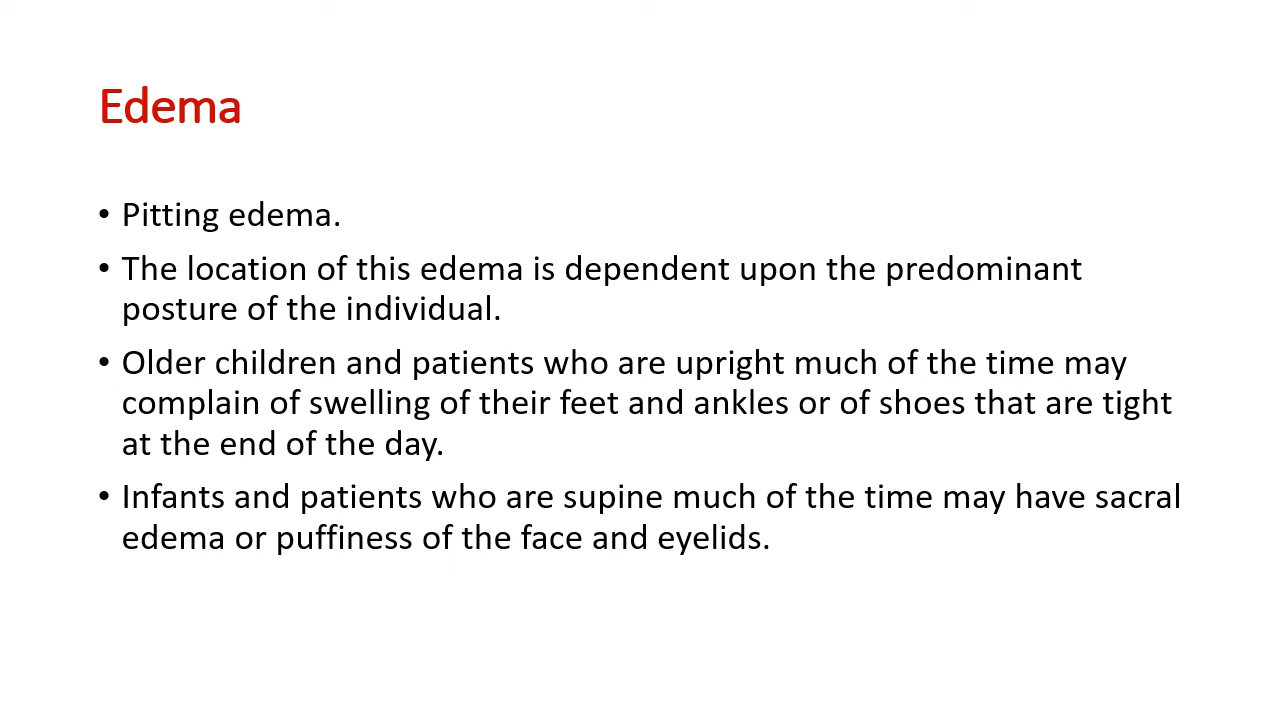 Edema
• Pitting edema.
• The location of this edema is dependent upon the predominant
posture of the individual.
• Older children and patients who are upright much of the time may
complain of swelling of their feet and ankles or of shoes that are tight
at the end of the day.
• Infants and patients who are supine much of the time may have sacral
edema or puffiness of the face and eyelids.